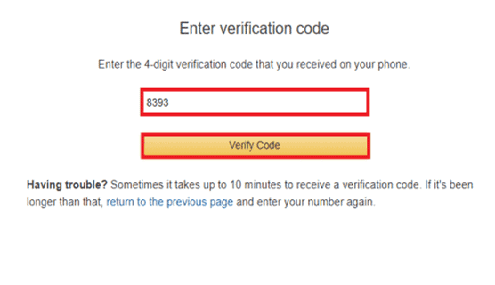 Enter verification code
Enter the 4-digit verification code that you received on your phone.
8393
Verify Code
Having trouble? Sometimes it takes up to 10 minutes to receive a verification code. If it's been
longer than that, return to the previous page and enter your number again.